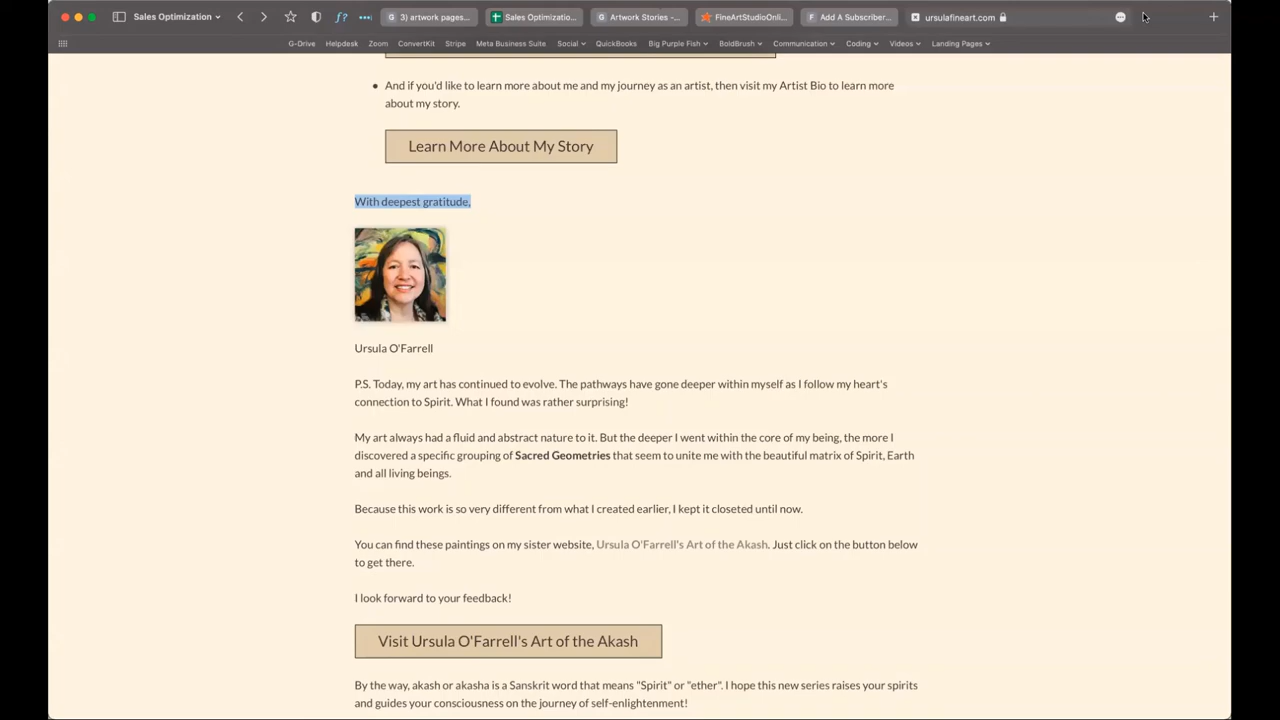 Sales Optimization
3) artwork pages...
Sales Optimizatio...
Artwork Stories -...
FineArtStudioOnli...
Add A Subscriber...
ursulafineart.com
G-Drive
Helpdesk
Zoom
ConvertKit
Stripe
Meta Business Suite
Social
QuickBooks
Big Purple Fish
BoldBrush
Communication
Coding
Videos
Landing Pages
• And if you'd like to learn more about me and my journey as an artist, then visit my Artist Bio to learn more
about my story.
Learn More About My Story
With deepest gratitude,
Ursula O'Farrell
P.S. Today, my art has continued to evolve. The pathways have gone deeper within myself as I follow my heart's
connection to Spirit. What I found was rather surprising!
My art always had a fluid and abstract nature to it. But the deeper I went within the core of my being, the more I
discovered a specific grouping of Sacred Geometries that seem to unite me with the beautiful matrix of Spirit, Earth
and all living beings.
Because this work is so very different from what I created earlier, I kept it closeted until now.
You can find these paintings on my sister website, Ursula O'Farrell's Art of the Akash. Just click on the button below
to get there.
I look forward to your feedback!
Visit Ursula O'Farrell's Art of the Akash
By the way, akash or akasha is a Sanskrit word that means "Spirit" or "ether". I hope this new series raises your spirits
and guides your consciousness on the journey of self-enlightenment!